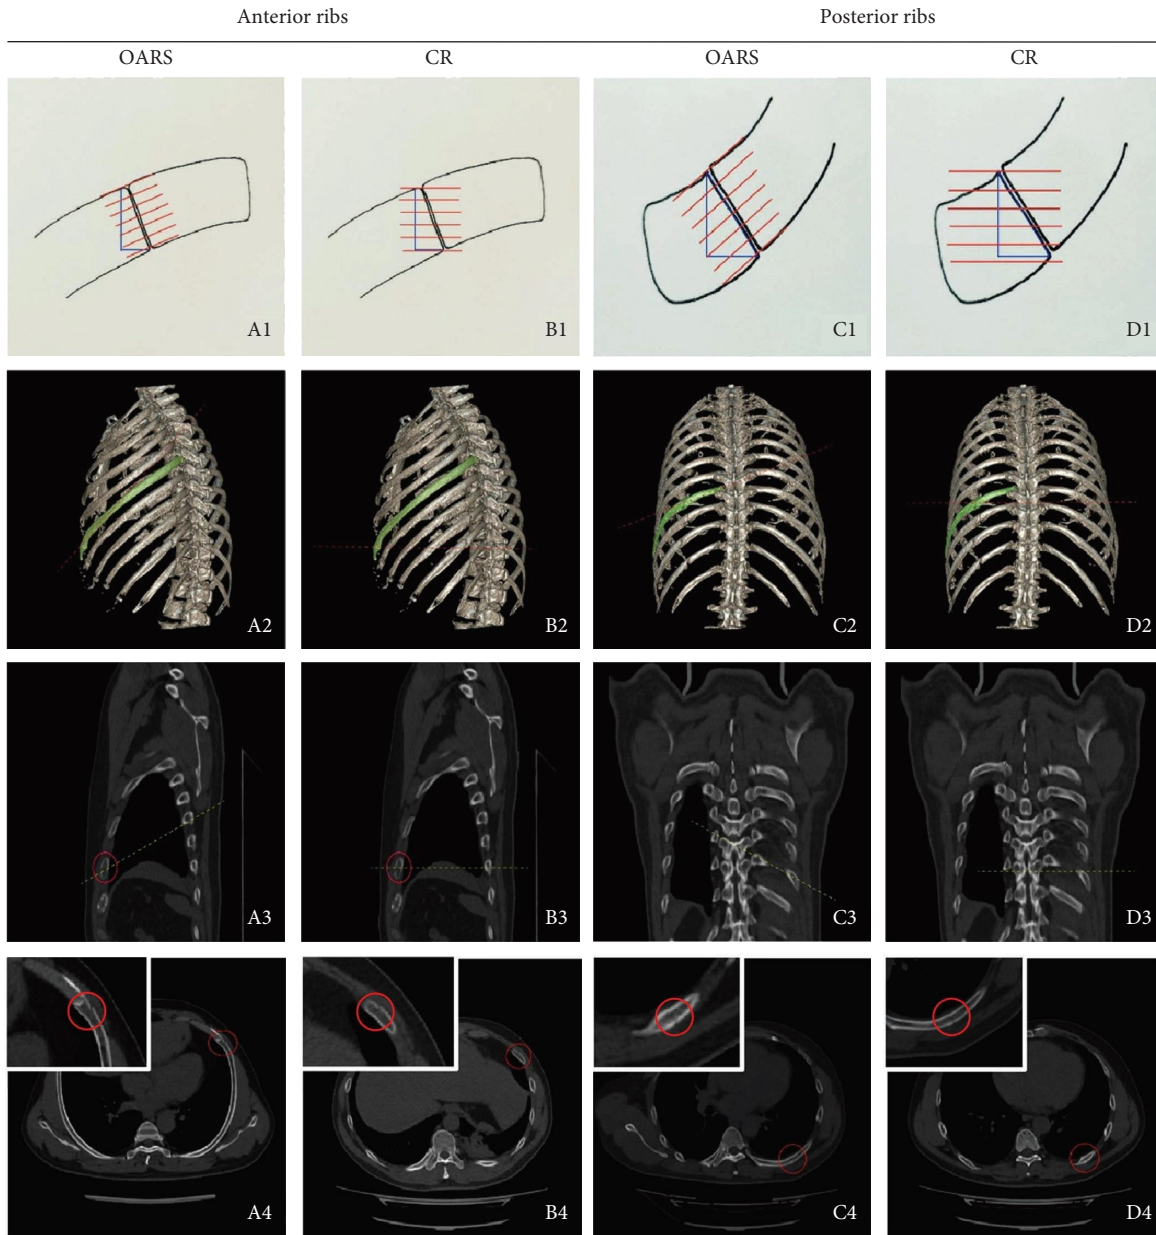 Anterior ribs Posterior ribs
OARS CR OARS CR
A1 B1 C1 D1
A2 B2 C2 D2
A3 B3 C3 D3
A4 B4 C4 D4